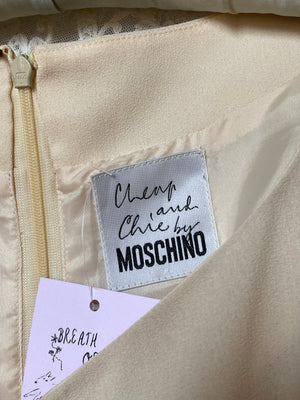 Cheap
and
Chic by
MOSCHINO
BREATH